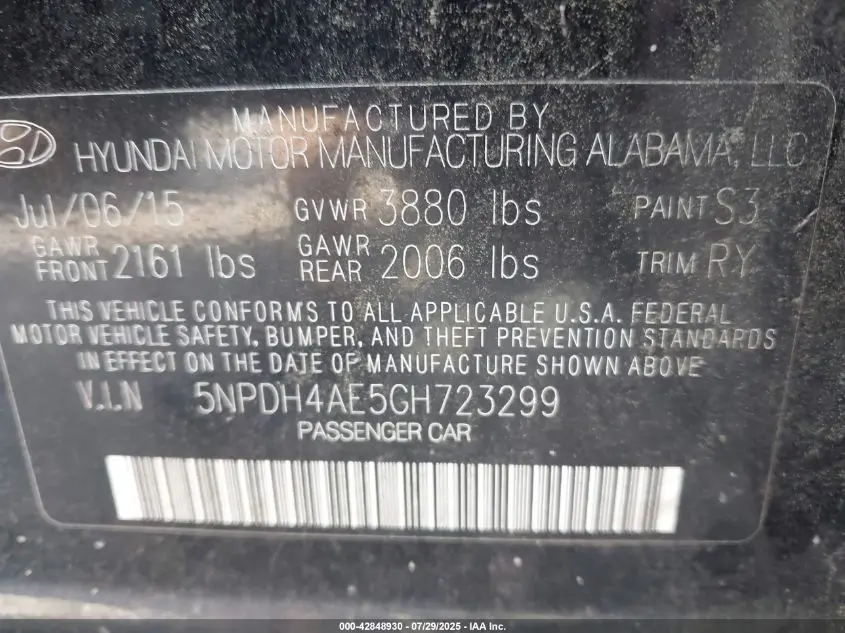 MANUFACTURED BY
HYUNDAI MOTOR MANUFACTURING ALABAMA, LLC
Jul/06/15 GVWR 3880 lbs PAINT S3
GAWR FRONT 2161 lbs GAWR REAR 2006 lbs TRIM RY
THIS VEHICLE CONFORMS TO ALL APPLICABLE U.S.A. FEDERAL
MOTOR VEHICLE SAFETY, BUMPER, AND THEFT PREVENTION STANDARDS
IN EFFECT ON THE DATE OF MANUFACTURE SHOWN ABOVE
V.I.N 5NPDH4AE5GH723299
PASSENGER CAR
000-42848930 - 07/29/2025 - IAA Inc.